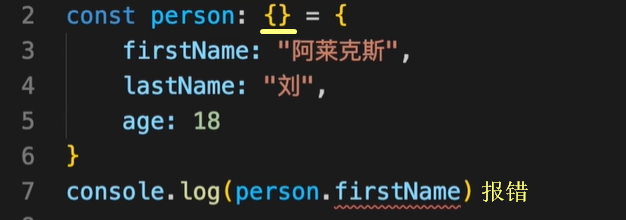 2 const person: {} = {
3 firstName: "阿莱克斯",
4 lastName: "刘",
5 age: 18
6 }
7 console.log(person.firstName) 报错